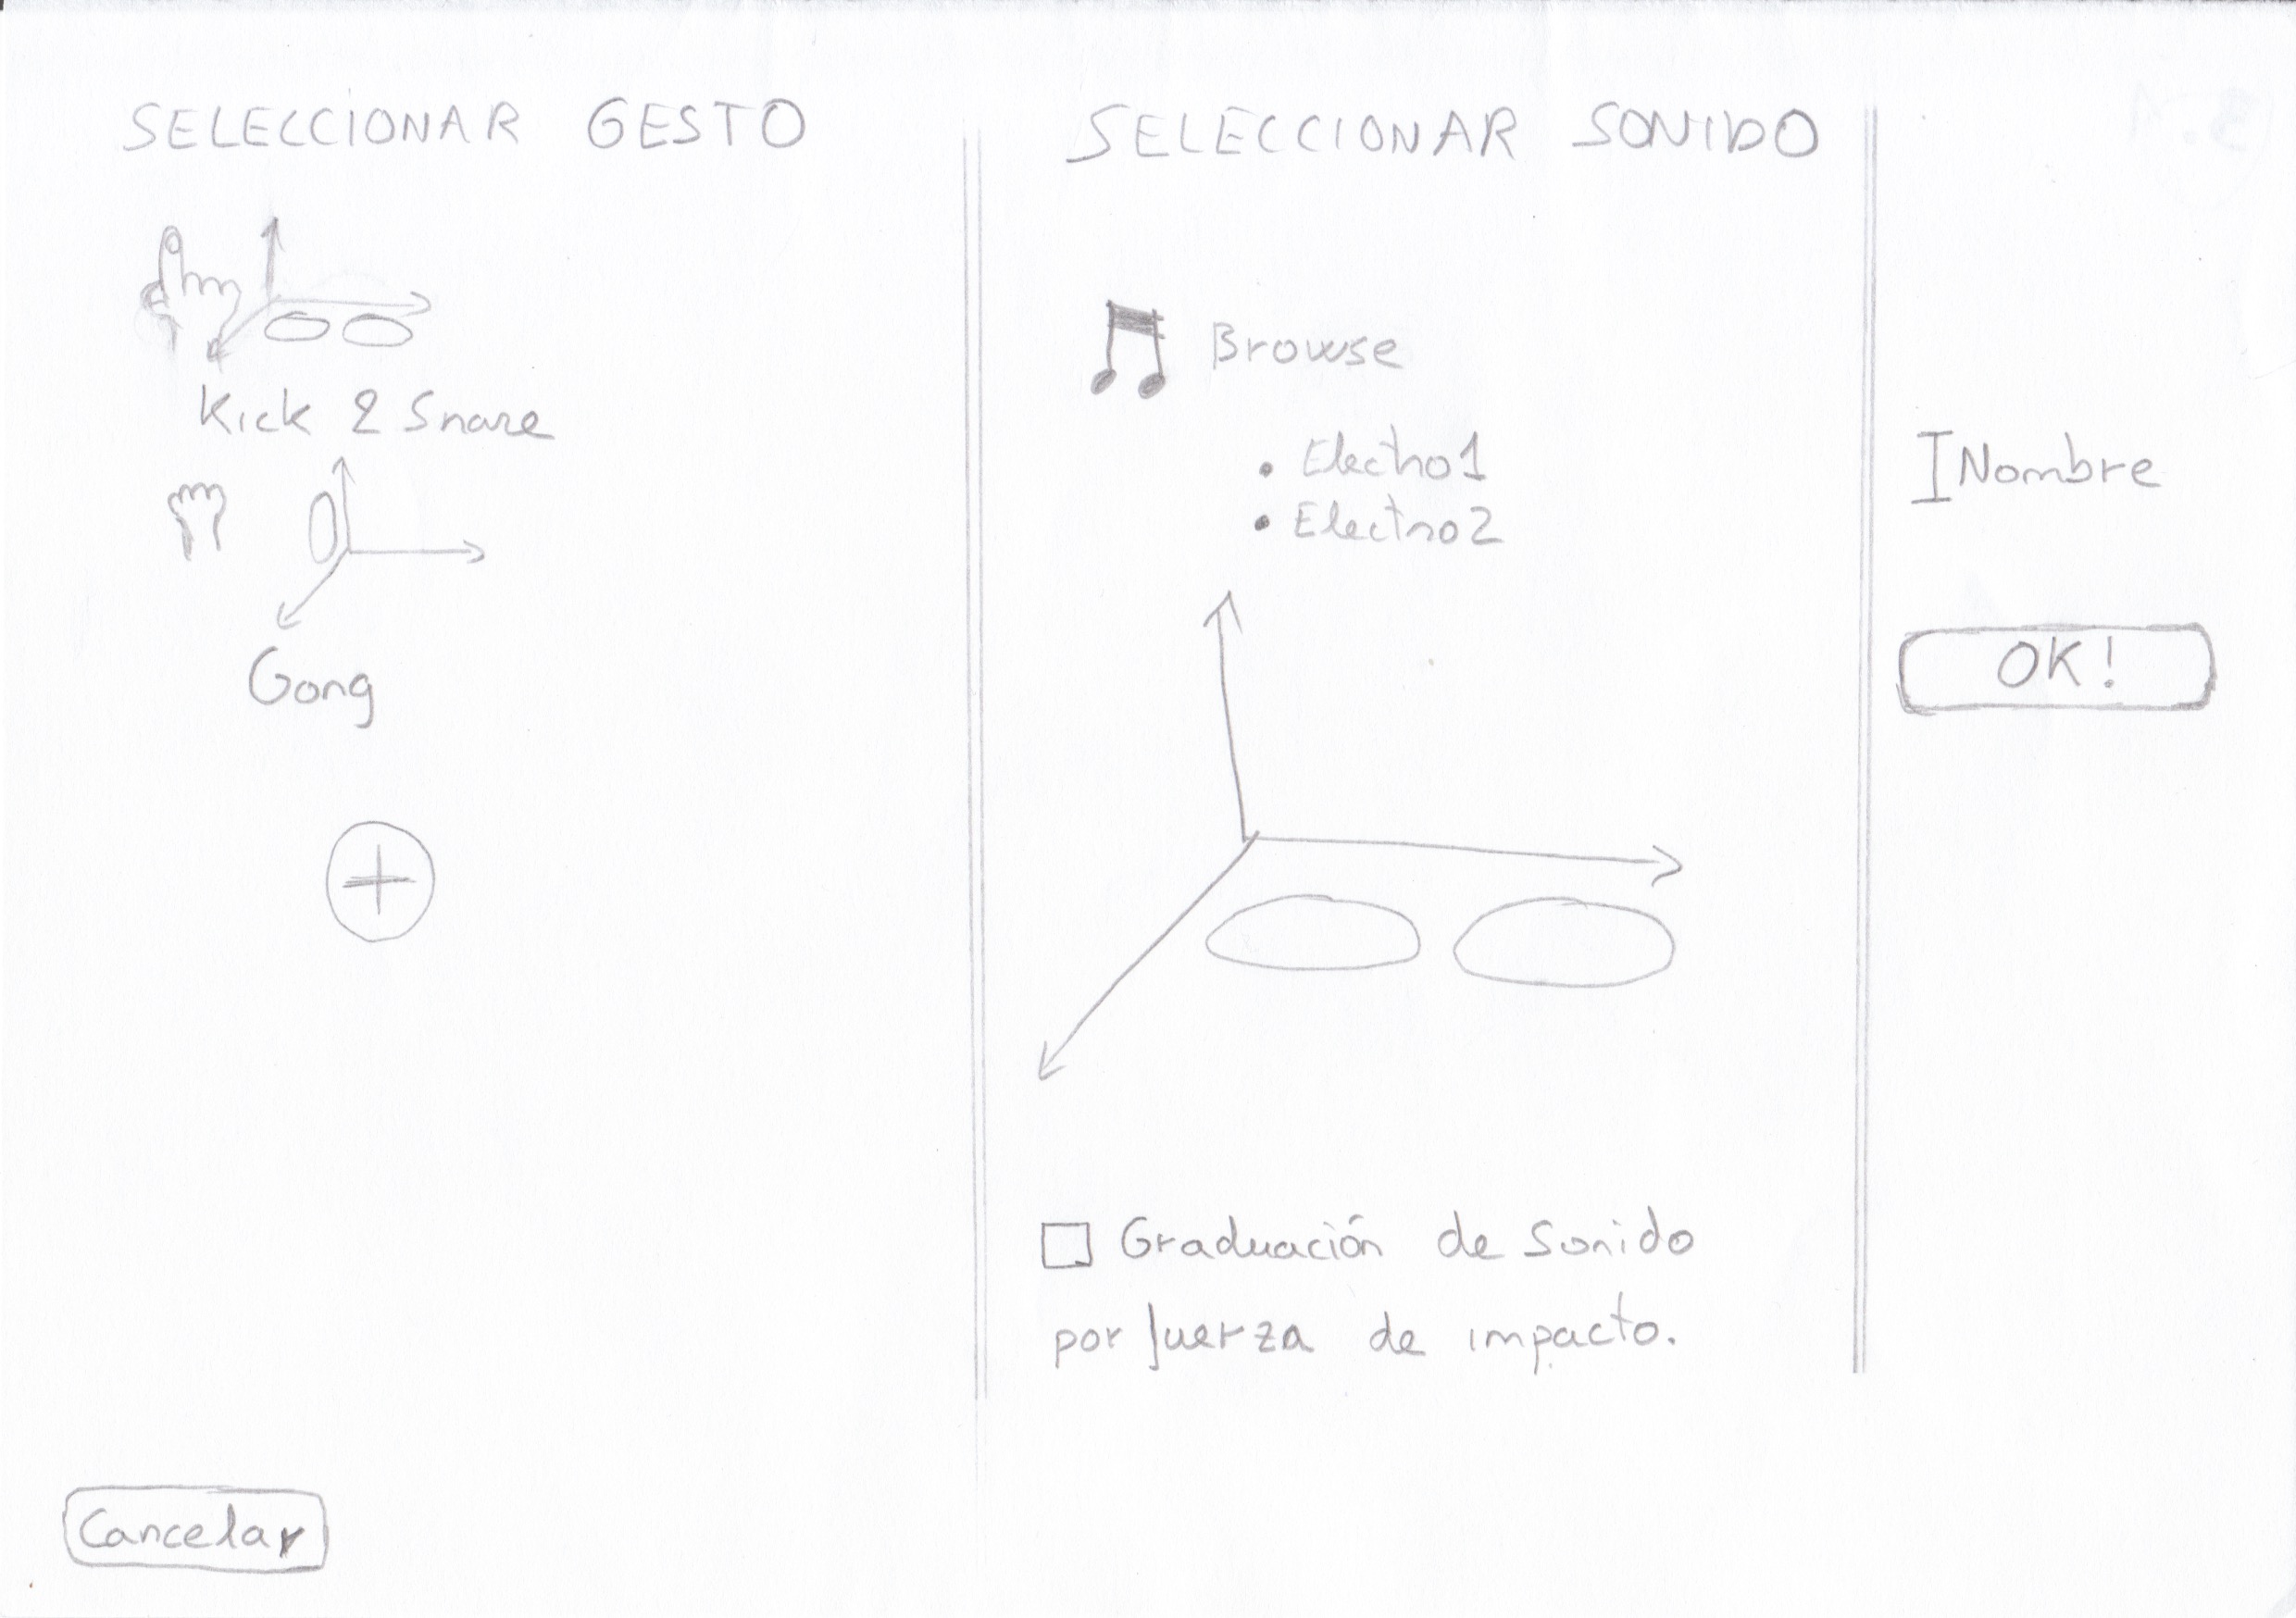 SELECCIONAR GESTO
Kick 2 Snare
Gong
Cancelar
SELECCIONAR SONIDO
Browse
• Electro1
• Electro2
Graduación de Sonido
por fuerza de impacto.
Nombre
OK!